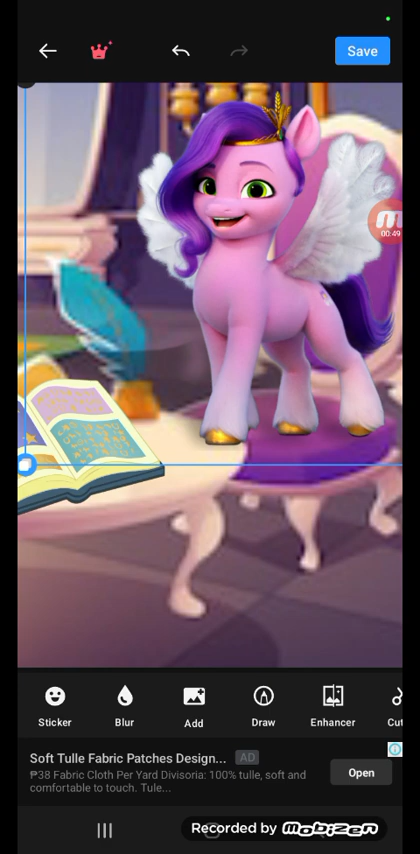 Save
00:49
Sticker
Blur
Add
Draw
Enhancer
Cut
Soft Tulle Fabric Patches Design... AD
₱38 Fabric Cloth Per Yard Divisoria: 100% tulle, soft and
comfortable to touch. Tule...
Open
Recorded by mobizen